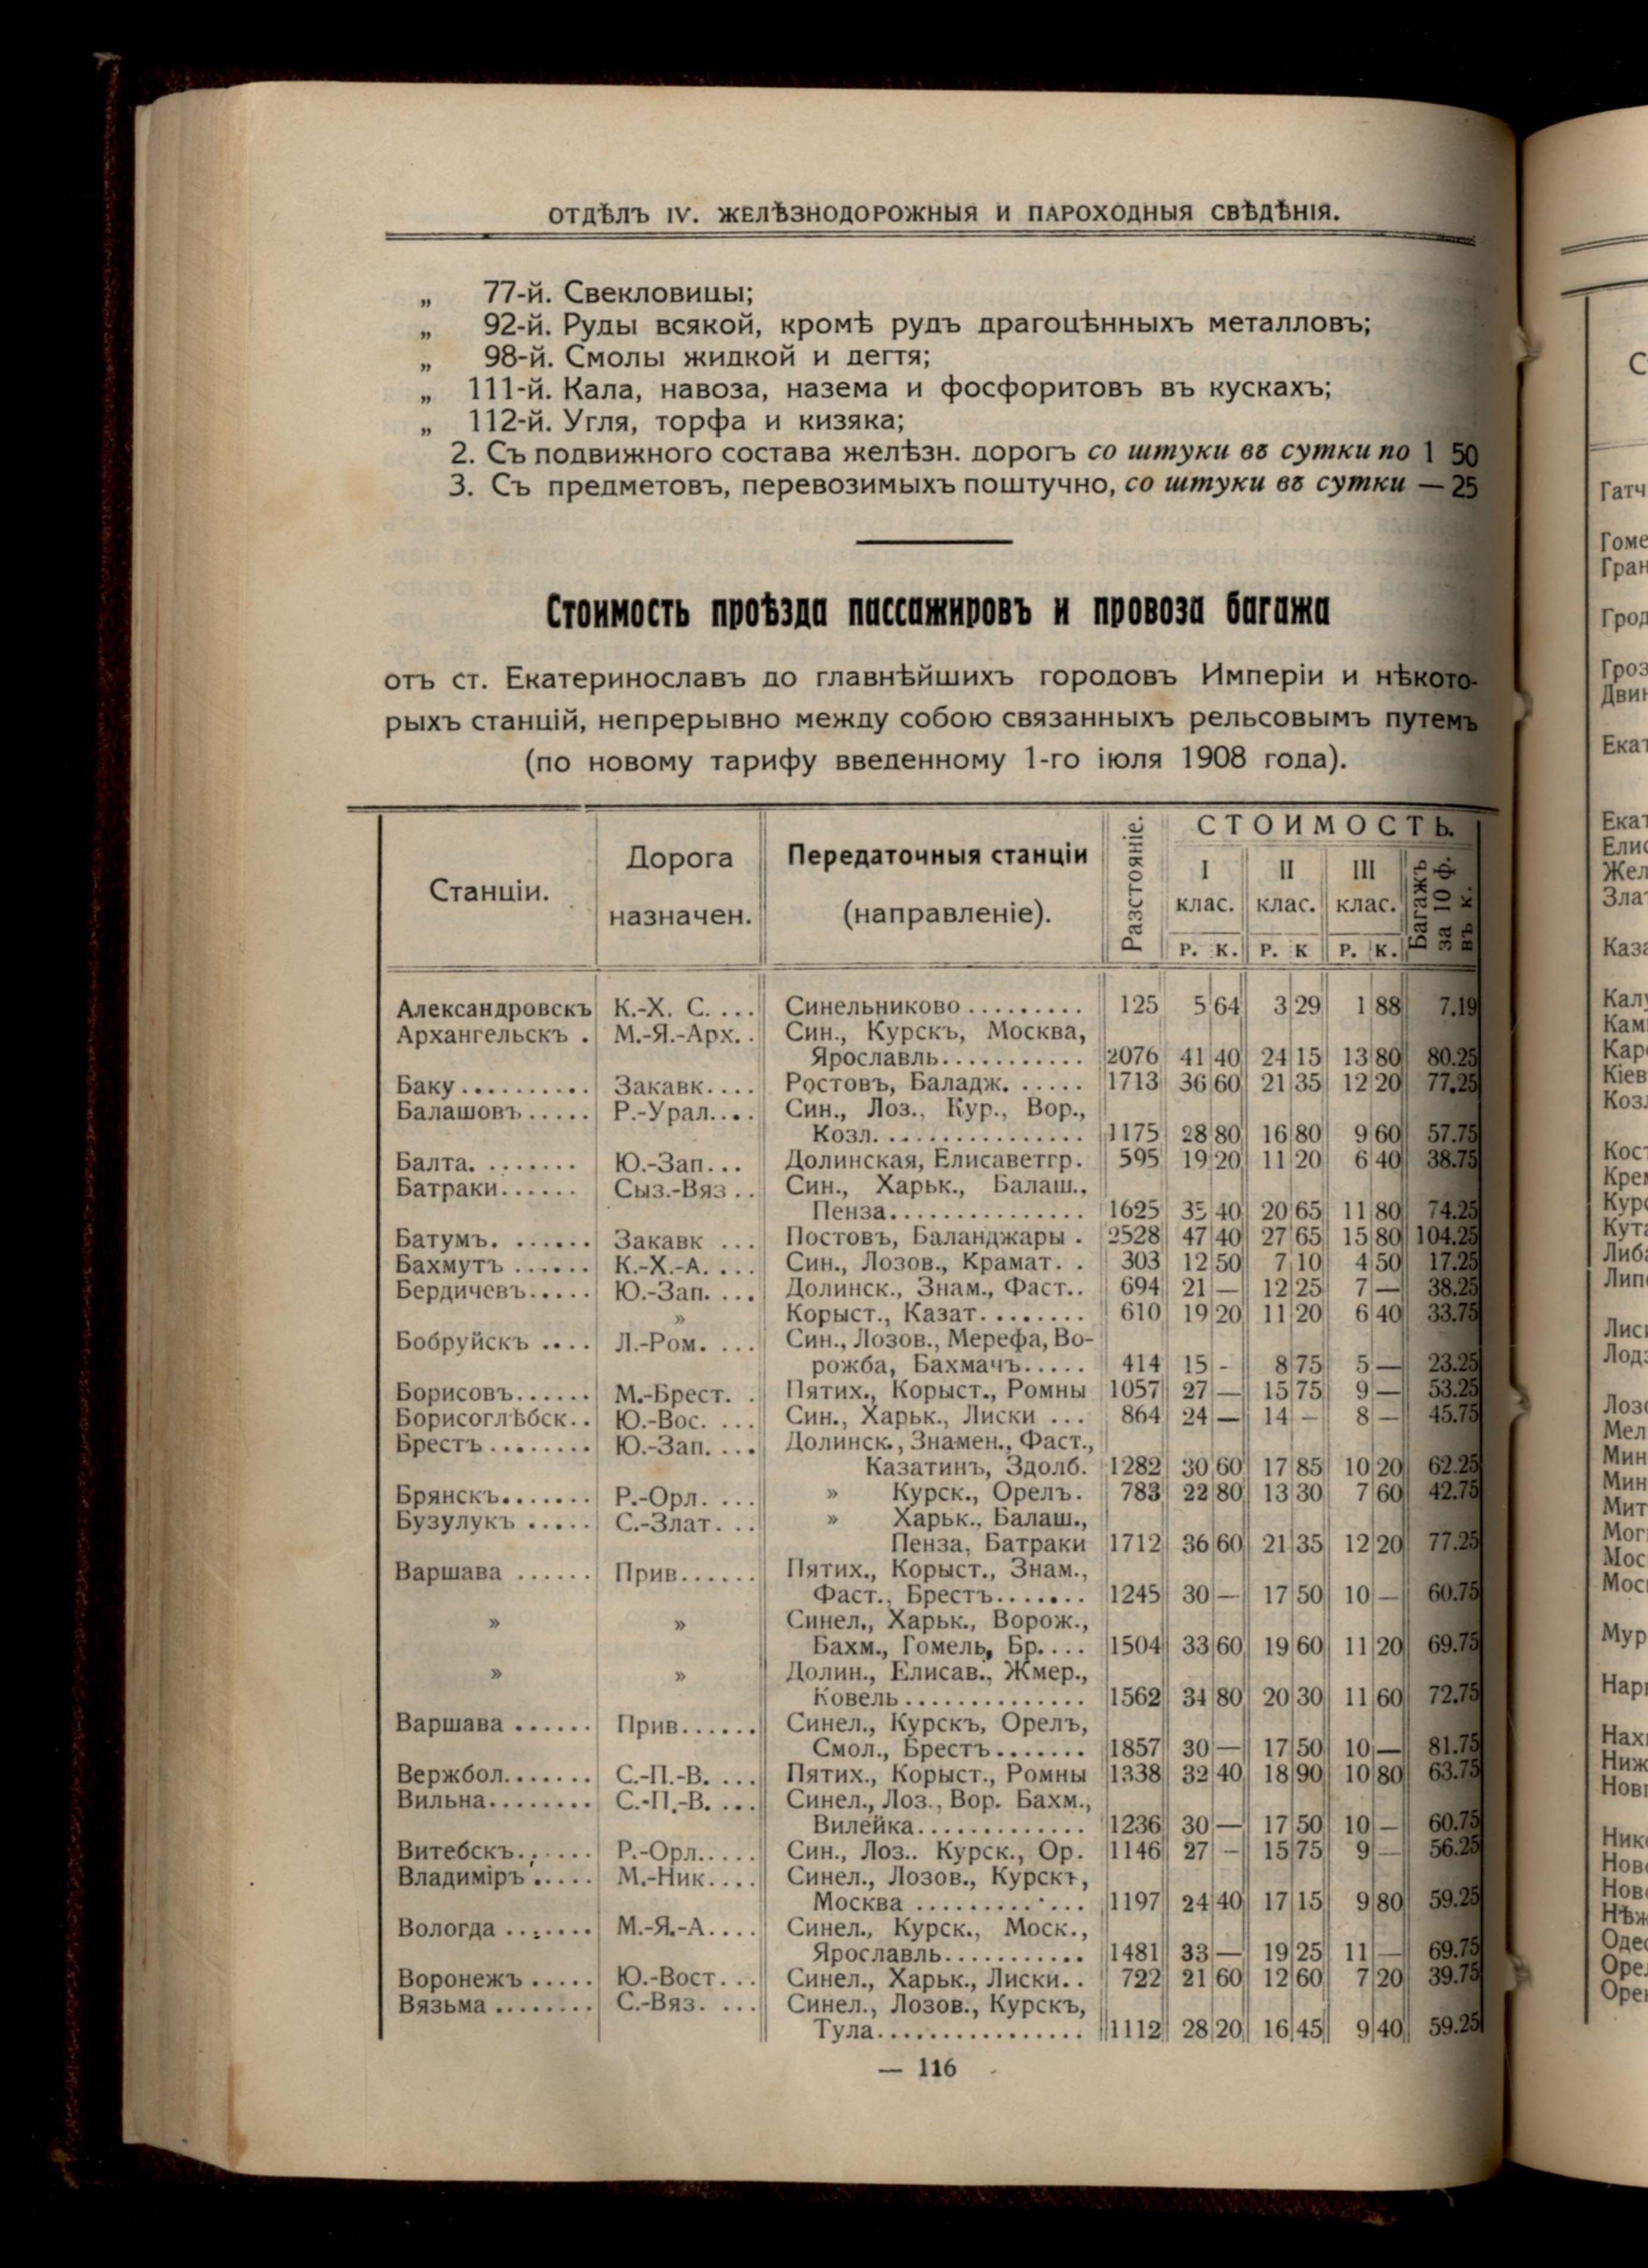 ОТДѢЛЪ IV. ЖЕЛѢЗНОДОРОЖНЫЯ И ПАРОХОДНЫЯ СВѢДѢНІЯ.
„ 77-й. Свекловицы;
„ 92-й. Руды всякой, кромѣ рудъ драгоцѣнныхъ металловъ;
„ 98-й. Смолы жидкой и дегтя;
„ 111-й. Кала, навоза, назема и фосфоритовъ въ кускахъ;
„ 112-й. Угля, торфа и кизяка;
2. Съ подвижного состава желѣзн. дорогъ со штуки въ сутки по 1 50
3. Съ предметовъ, перевозимыхъ поштучно, со штуки въ сутки — 25
Стоимость проѣзда пассажировъ и провоза багажа
отъ ст. Екатеринославъ до главнѣйшихъ городовъ Имперіи и нѣкото-
рыхъ станцій, непрерывно между собою связанныхъ рельсовымъ путемъ
(по новому тарифу введенному 1-го іюля 1908 года).
Станціи. Дорога назначен. Передаточныя станціи (направленіе). Разстояніе. СТОИМОСТЬ.
I клас. II клас. III клас. Багажъ за 10 ф. въ к.
Р. К. Р. К Р. К.
Александровскъ К.-Х. С. .... Синельниково ......... 125 5 64 3 29 1 88 7.19
Архангельскъ . М.-Я.-Арх. . Син., Курскъ, Москва,
Ярославль........... 2076 41 40 24 15 13 80 80.25
Баку.......... Закавк.... Ростовъ, Баладж. ...... 1713 36 60 21 35 12 20 77.25
Балашовъ..... Р.-Урал.... Син., Лоз., Кур., Вор.,
Козл. ................ 1175 28 80 16 80 9 60 57.75
Балта. ....... Ю.-Зап... Долинская, Елисаветгр. 595 19 20 11 20 6 40 38.75
Батраки...... Сыз.-Вяз .. Син., Харьк., Балаш.,
Пенза............... 1625 35 40 20 65 11 80 74.25
Батумъ. ...... Закавк ... Постовъ, Баланджары . 2528 47 40 27 65 15 80 104.25
Бахмутъ ...... К.-Х.-А. ... Син., Лозов., Крамат. . 303 12 50 7 10 4 50 17.25
Бердичевъ..... Ю.-Зап. ... Долинск., Знам., Фаст.. 694 21 — 12 25 7 — 38.25
» Корыст., Казат. ....... 610 19 20 11 20 6 40 33.75
Бобруйскъ .... Л.-Ром. ... Син., Лозов., Мерефа, Во-
рожба, Бахмачъ..... 414 15 - 8 75 5 — 23.25
Борисовъ...... М.-Брест. . Пятих., Корыст., Ромны 1057 27 — 15 75 9 — 53.25
Борисоглѣбск.. Ю.-Вос. ... Син., Харьк., Лиски ... 864 24 — 14 — 8 — 45.75
Брестъ........ Ю.-Зап. ... Долинск., Знамен., Фаст.,
Казатинъ, Здолб. 1282 30 60 17 85 10 20 62.25
Брянскъ....... Р.-Орл. ... » Курск., Орелъ. 783 22 80 13 30 7 60 42.75
Бузулукъ ..... С.-Злат. .. » Харьк., Балаш.,
Пенза, Батраки 1712 36 60 21 35 12 20 77.25
Варшава ...... Прив...... Пятих., Корыст., Знам.,
Фаст., Брестъ....... 1245 30 — 17 50 10 — 60.75
» » Синел., Харьк., Ворож.,
Бахм., Гомель, Бр.... 1504 33 60 19 60 11 20 69.75
» » Долин., Елисав., Жмер.,
Ковель.............. 1562 34 80 20 30 11 60 72.75
Варшава ...... Прив...... Синел., Курскъ, Орелъ,
Смол., Брестъ....... 1857 30 — 17 50 10 — 81.75
Вержбол....... С.-П.-В. ... Пятих., Корыст., Ромны 1338 32 40 18 90 10 80 63.75
Вильна........ С.-П.-В. ... Синел., Лоз., Вор. Бахм.,
Вилейка............. 1236 30 — 17 50 10 — 60.75
Витебскъ...... Р.-Орл..... Син., Лоз.. Курск., Ор. 1146 27 — 15 75 9 — 56.25
Владиміръ..... М.-Ник.... Синел., Лозов., Курскъ,
Москва ............. 1197 24 40 17 15 9 80 59.25
Вологда ....... М.-Я.-А.... Синел., Курск., Моск.,
Ярославль........... 1481 33 — 19 25 11 — 69.75
Воронежъ ..... Ю.-Вост. .. Синел., Харьк., Лиски.. 722 21 60 12 60 7 20 39.75
Вязьма ........ С.-Вяз. ... Синел., Лозов., Курскъ,
Тула................ 1112 28 20 16 45 9 40 59.25
— 116